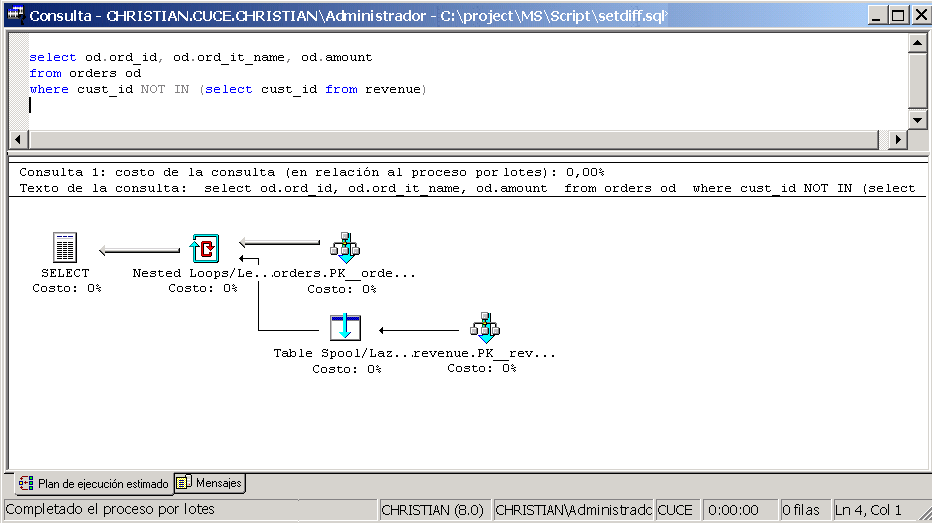 Consulta - CHRISTIAN.CUCE.CHRISTIAN\Administrador - C:\project\MS\Script\setdiff.sql*
select od.ord_id, od.ord_it_name, od.amount
from orders od
where cust_id NOT IN (select cust_id from revenue)
Consulta 1: costo de la consulta (en relación al proceso por lotes): 0,00%
Texto de la consulta: select od.ord_id, od.ord_it_name, od.amount from orders od where cust_id NOT IN (select
SELECT
Costo: 0%
Nested Loops/Le...
Costo: 0%
orders.PK__orde...
Costo: 0%
Table Spool/Laz...
Costo: 0%
revenue.PK__rev...
Costo: 0%
Plan de ejecución estimado
Mensajes
Completado el proceso por lotes
CHRISTIAN (8.0)
CHRISTIAN\Administradc
CUCE
0:00:00
0 filas
Ln 4, Col 1